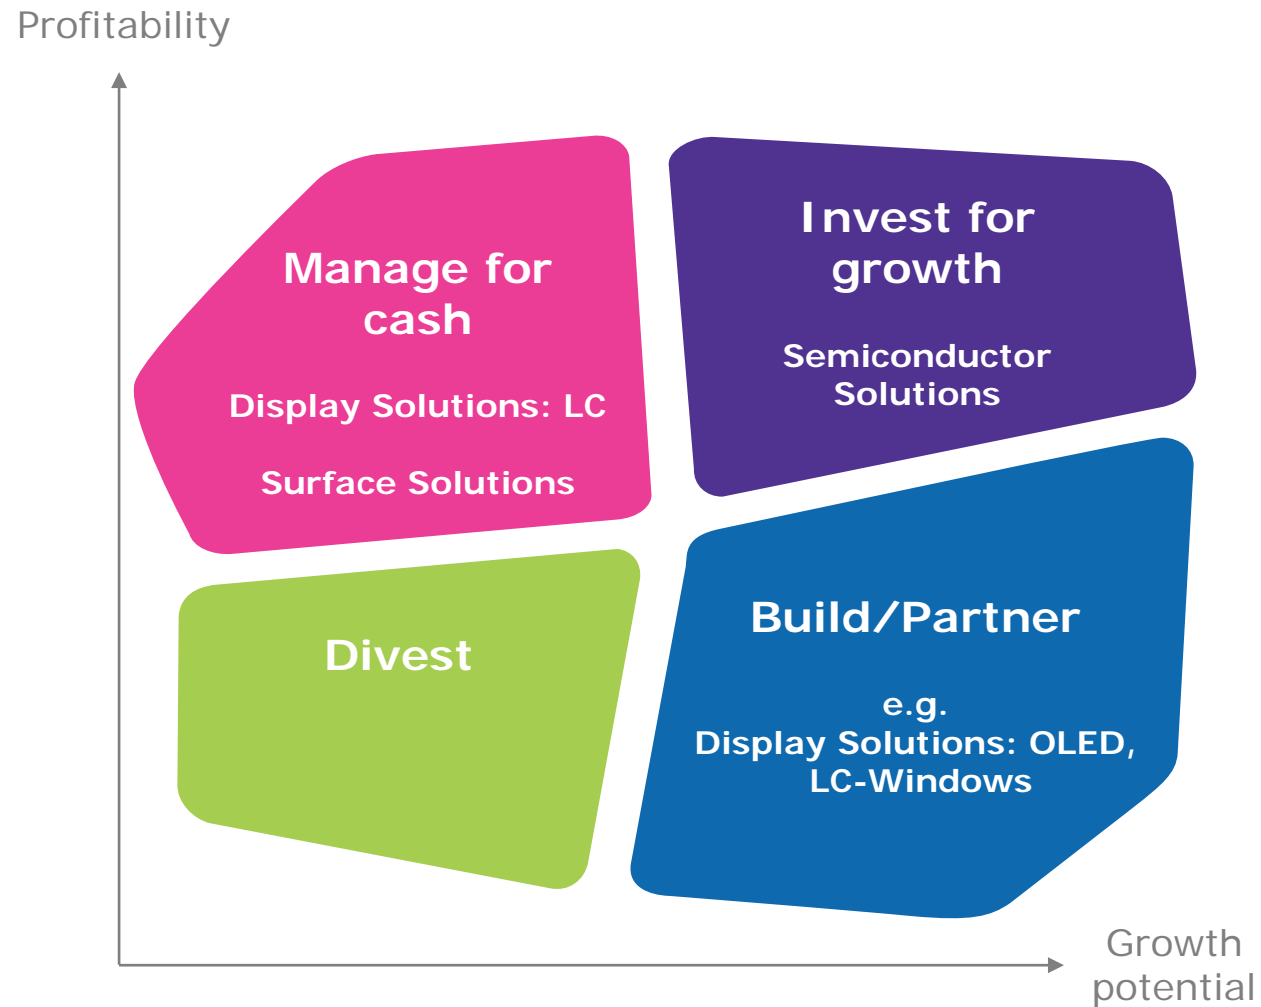 Profitability
Manage for
cash
Display Solutions: LC
Surface Solutions
Invest for
growth
Semiconductor
Solutions
Divest
Build/Partner
e.g.
Display Solutions: OLED,
LC-Windows
Growth
potential